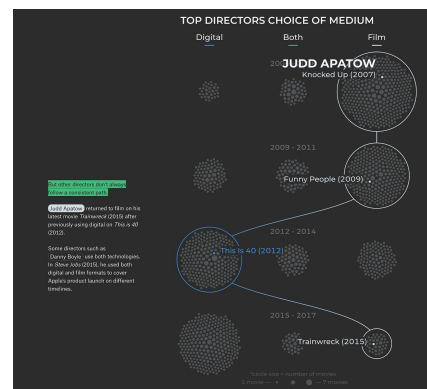 TOP DIRECTORS CHOICE OF MEDIUM
Digital Both Film
JUDD APATOW
Knocked Up (2007)
2009 - 2011
Funny People (2009)
But other directors don't always
follow a consistent path.
Judd Apatow returned to film on his
latest movie Trainwreck (2015) after
previously using digital on This is 40
(2012).
Some directors such as
Danny Boyle use both technologies.
In Steve Jobs (2015), he used both
digital and film formats to cover
Apple's product launch on different
timelines.
2012 - 2014
This is 40 (2012)
2015 - 2017
Trainwreck (2015)
*circle size = number of movies
1 movie — 7 movies